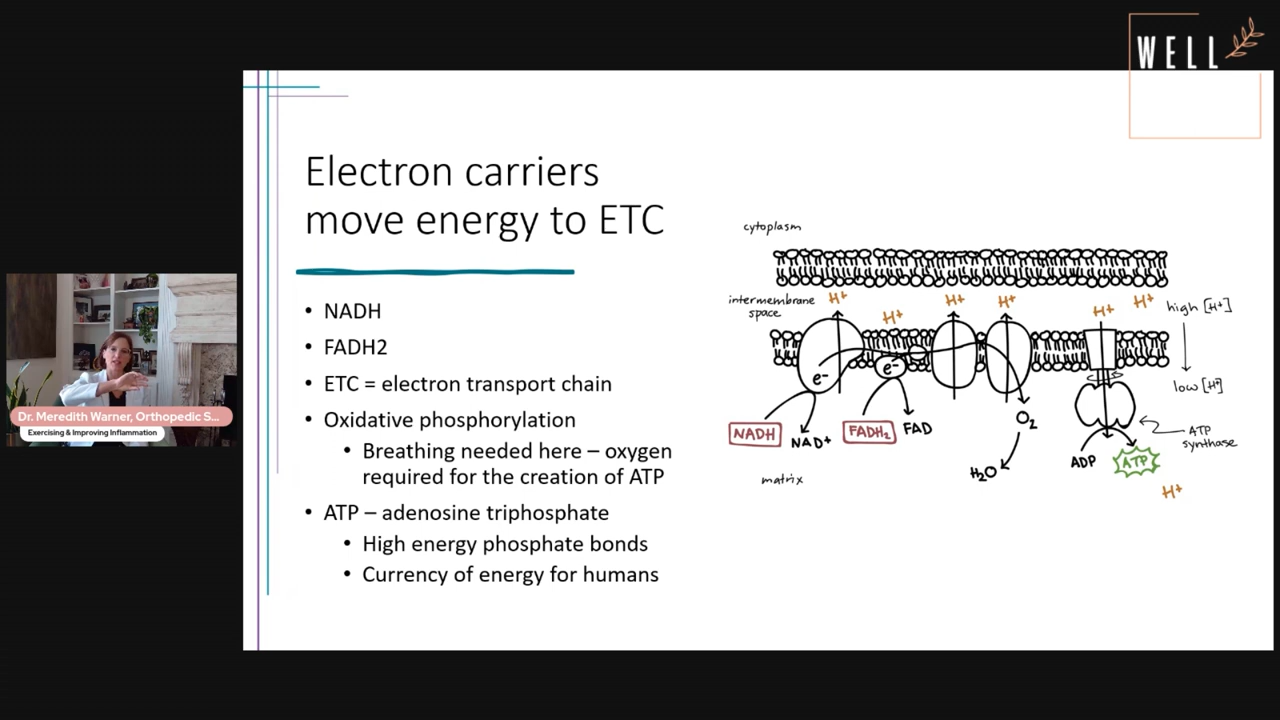 WELL
Electron carriers
move energy to ETC
• NADH
• FADH2
• ETC = electron transport chain
• Oxidative phosphorylation
• Breathing needed here – oxygen
required for the creation of ATP
• ATP – adenosine triphosphate
• High energy phosphate bonds
• Currency of energy for humans
cytoplasm
intermembrane
space
H+
H+
H+
H+
H+
H+
high [H+]
low [H+]
e-
e-
NADH
NAD+
FADH2
FAD
O2
H2O
ADP
ATP
ATP
synthase
matrix
H+
Dr. Meredith Warner, Orthopedic S...
Exercising & Improving Inflammation